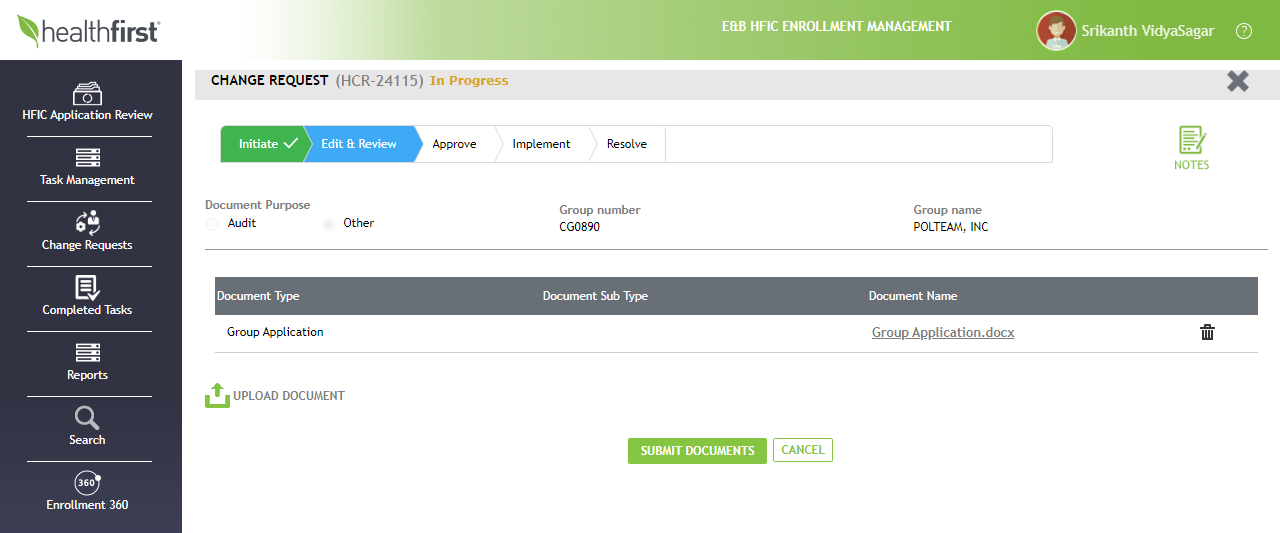 healthfirst
E&B HFIC ENROLLMENT MANAGEMENT
Srikanth VidyaSagar
?
HFIC Application Review
Task Management
Change Requests
Completed Tasks
Reports
Search
360
Enrollment 360
CHANGE REQUEST (HCR-24115) In Progress
Initiate Edit & Review Approve Implement Resolve
NOTES
Document Purpose
Audit Other
Group number
CG0890
Group name
POLTEAM, INC
Document Type Document Sub Type Document Name
Group Application Group Application.docx
UPLOAD DOCUMENT
SUBMIT DOCUMENTS CANCEL